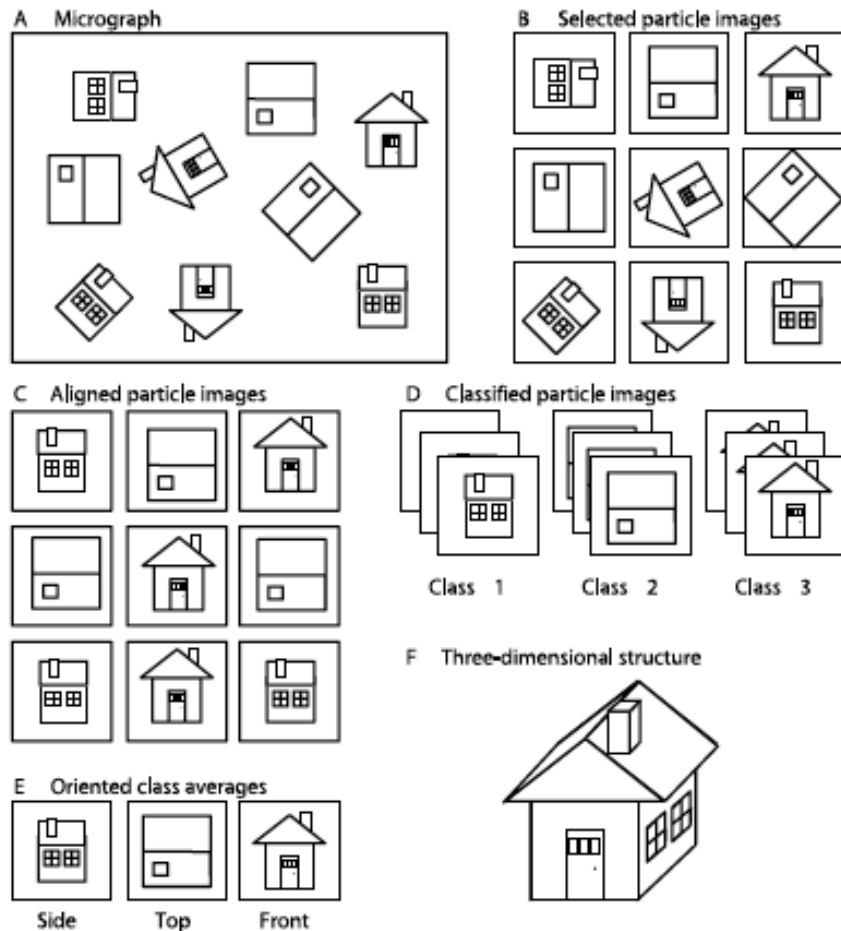 A Micrograph
B Selected particle images
C Aligned particle images
D Classified particle images
Class 1 Class 2 Class 3
F Three-dimensional structure
E Oriented class averages
Side Top Front